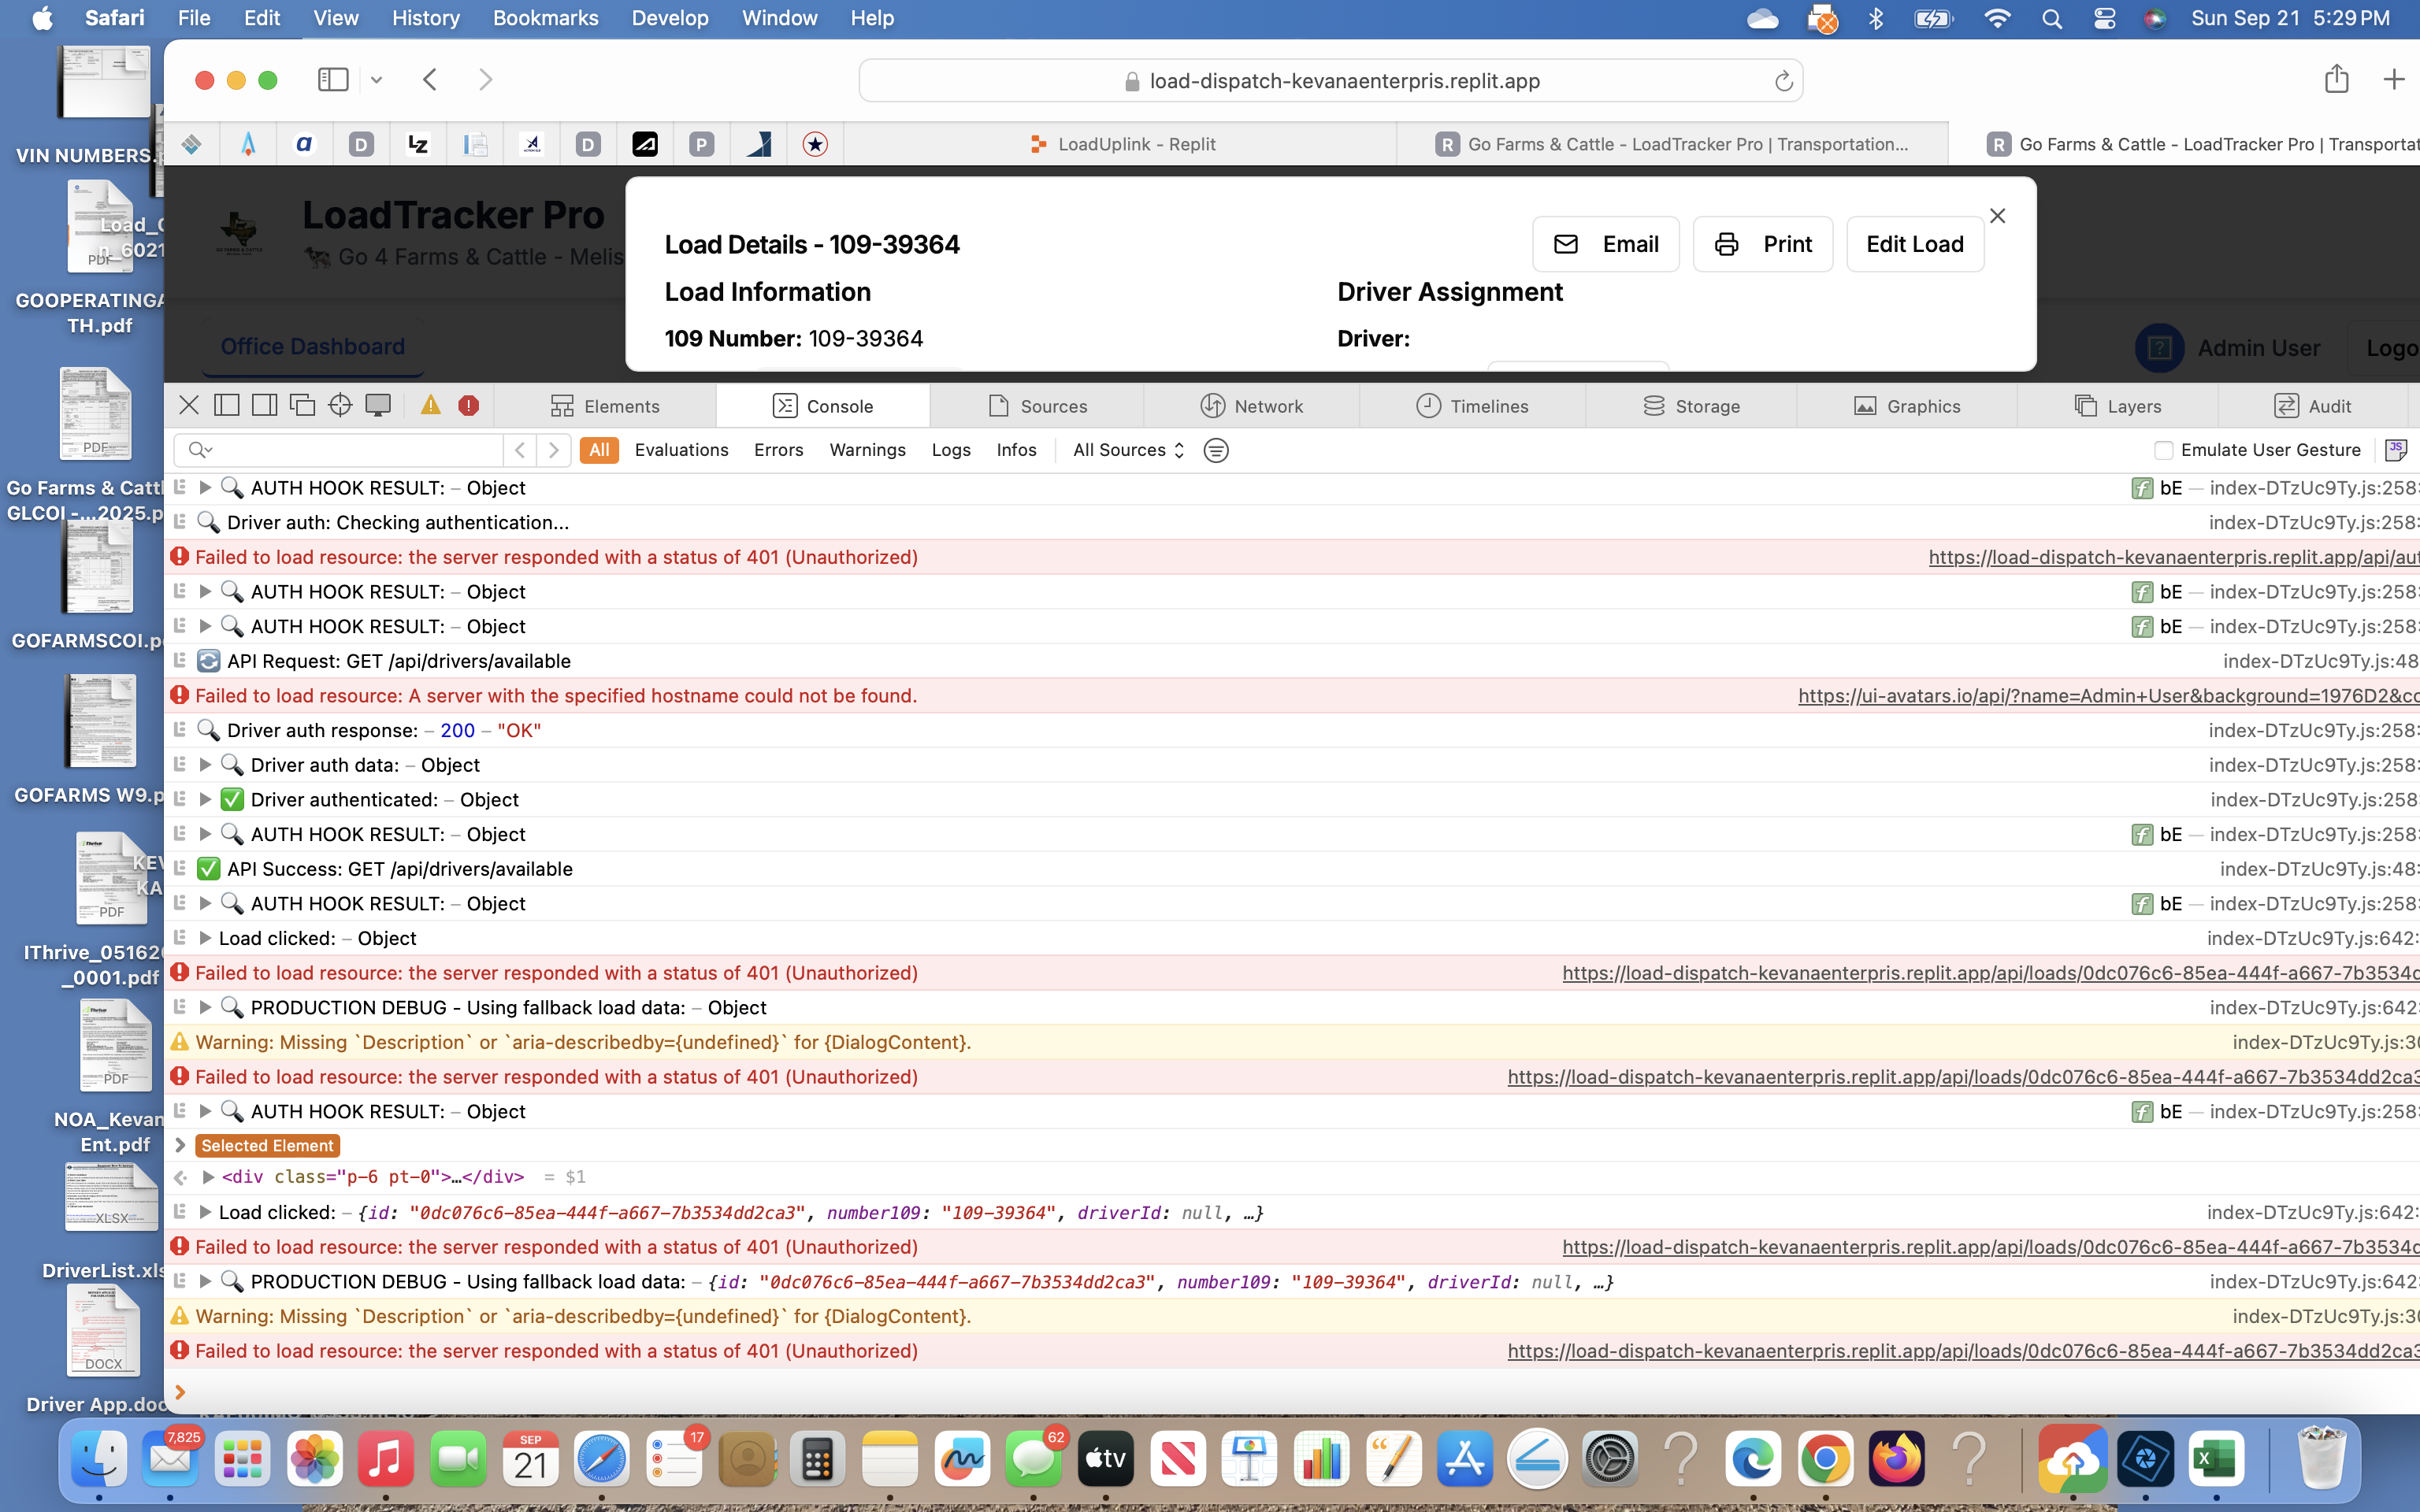 Safari File Edit View History Bookmarks Develop Window Help
Sun Sep 21 5:29 PM
load-dispatch-kevanaenterpris.replit.app
LoadUplink - Replit
Go Farms & Cattle - LoadTracker Pro | Transportation...
Go Farms & Cattle - LoadTracker Pro | Transportat
LoadTracker Pro
Go 4 Farms & Cattle - Melis
Office Dashboard
Admin User
Logo
Load Details - 109-39364
Email
Print
Edit Load
Load Information
Driver Assignment
109 Number: 109-39364
Driver:
Elements Console Sources Network Timelines Storage Graphics Layers Audit
All Evaluations Errors Warnings Logs Infos All Sources
Emulate User Gesture
AUTH HOOK RESULT: – Object bE — index-DTzUc9Ty.js:258:
Driver auth: Checking authentication... index-DTzUc9Ty.js:258:
Failed to load resource: the server responded with a status of 401 (Unauthorized) https://load-dispatch-kevanaenterpris.replit.app/api/aut
AUTH HOOK RESULT: – Object bE — index-DTzUc9Ty.js:258:
AUTH HOOK RESULT: – Object bE — index-DTzUc9Ty.js:258:
API Request: GET /api/drivers/available index-DTzUc9Ty.js:48
Failed to load resource: A server with the specified hostname could not be found. https://ui-avatars.io/api/?name=Admin+User&background=1976D2&co
Driver auth response: – 200 – "OK" index-DTzUc9Ty.js:258:
Driver auth data: – Object index-DTzUc9Ty.js:258:
Driver authenticated: – Object index-DTzUc9Ty.js:258
AUTH HOOK RESULT: – Object bE — index-DTzUc9Ty.js:258:
API Success: GET /api/drivers/available index-DTzUc9Ty.js:48:
AUTH HOOK RESULT: – Object bE — index-DTzUc9Ty.js:258:
Load clicked: – Object index-DTzUc9Ty.js:642:
Failed to load resource: the server responded with a status of 401 (Unauthorized) https://load-dispatch-kevanaenterpris.replit.app/api/loads/0dc076c6-85ea-444f-a667-7b3534d
PRODUCTION DEBUG - Using fallback load data: – Object index-DTzUc9Ty.js:642:
Warning: Missing `Description` or `aria-describedby={undefined}` for {DialogContent}. index-DTzUc9Ty.js:30
Failed to load resource: the server responded with a status of 401 (Unauthorized) https://load-dispatch-kevanaenterpris.replit.app/api/loads/0dc076c6-85ea-444f-a667-7b3534dd2ca3
AUTH HOOK RESULT: – Object bE — index-DTzUc9Ty.js:258:
Selected Element
<div class="p-6 pt-0">…</div> = $1
Load clicked: – {id: "0dc076c6-85ea-444f-a667-7b3534dd2ca3", number109: "109-39364", driverId: null, …} index-DTzUc9Ty.js:642:
Failed to load resource: the server responded with a status of 401 (Unauthorized) https://load-dispatch-kevanaenterpris.replit.app/api/loads/0dc076c6-85ea-444f-a667-7b3534d
PRODUCTION DEBUG - Using fallback load data: – {id: "0dc076c6-85ea-444f-a667-7b3534dd2ca3", number109: "109-39364", driverId: null, …} index-DTzUc9Ty.js:642:
Warning: Missing `Description` or `aria-describedby={undefined}` for {DialogContent}. index-DTzUc9Ty.js:30
Failed to load resource: the server responded with a status of 401 (Unauthorized) https://load-dispatch-kevanaenterpris.replit.app/api/loads/0dc076c6-85ea-444f-a667-7b3534dd2ca3
VIN NUMBERS.p
Load_0
n_6021
PDF
GOOPERATINGA
TH.pdf
PDF
Go Farms & Cattl
GLCOI -...2025.p
GOFARMSCOI.pd
GOFARMS W9.p
KEV
KA
PDF
IThrive_051620
_0001.pdf
PDF
NOA_Kevan
Ent.pdf
XLSX
DriverList.xls
DOCX
Driver App.doc
7,825
SEP
21
17
62
tv